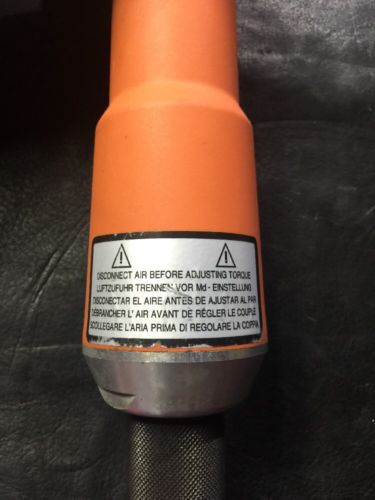 DISCONNECT AIR BEFORE ADJUSTING TORQUE
LUFTZUFUHR TRENNEN VOR Md - EINSTELLUNG
DISCONECTAR EL AIRE ANTES DE AJUSTAR AL PAR
DÉBRANCHER L' AIR AVANT DE RÉGLER LE COUPLE
SCOLLEGARE L'ARIA PRIMA DI REGOLARE LA COPPIA